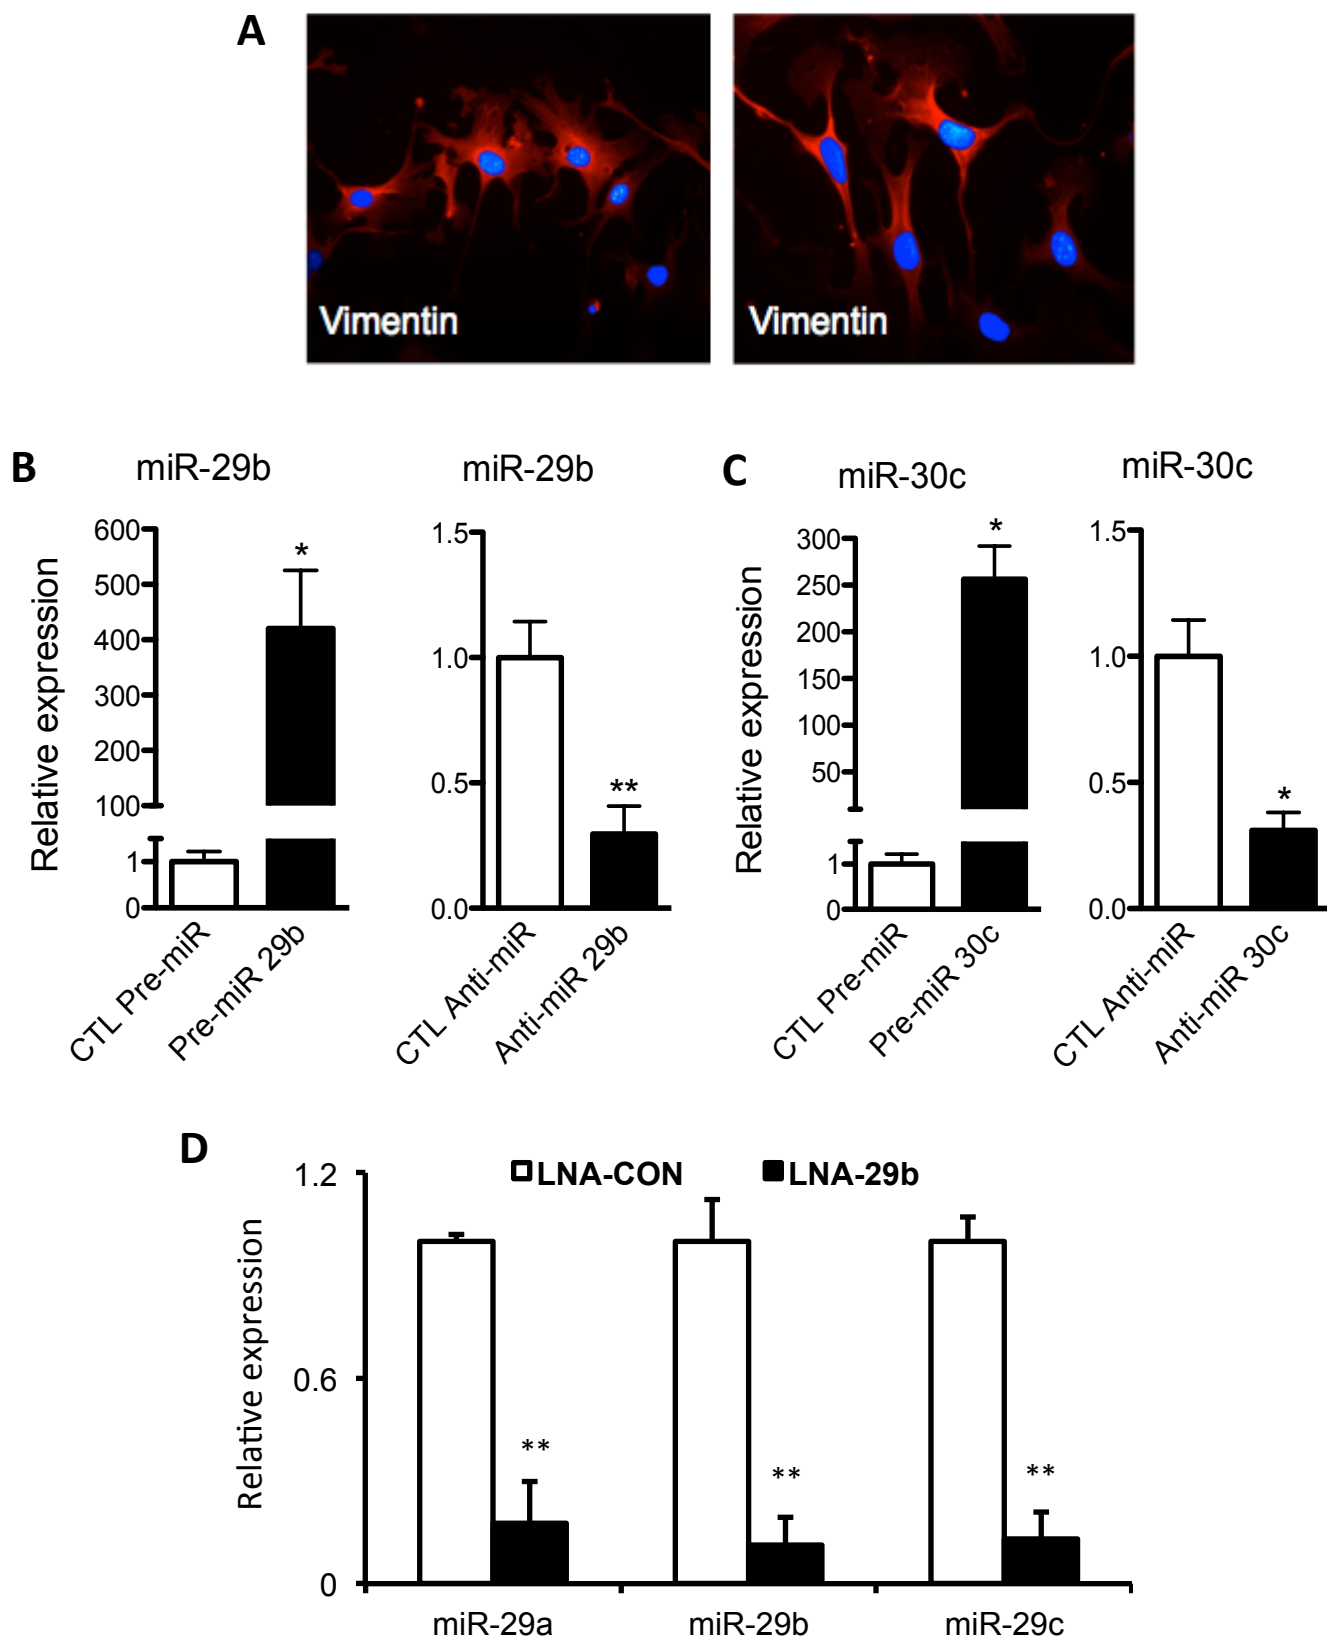 A
Vimentin
Vimentin
B
miR-29b
miR-29b
C
miR-30c
miR-30c
Relative expression
600
500
400
300
200
100
1
0
*
CTL Pre-miR
Pre-miR 29b
1.5
1.0
0.5
0.0
**
CTL Anti-miR
Anti-miR 29b
Relative expression
300
250
200
150
100
50
1
0
*
CTL Pre-miR
Pre-miR 30c
1.5
1.0
0.5
0.0
*
CTL Anti-miR
Anti-miR 30c
D
LNA-CON
LNA-29b
Relative expression
1.2
0.6
0
**
**
**
miR-29a
miR-29b
miR-29c